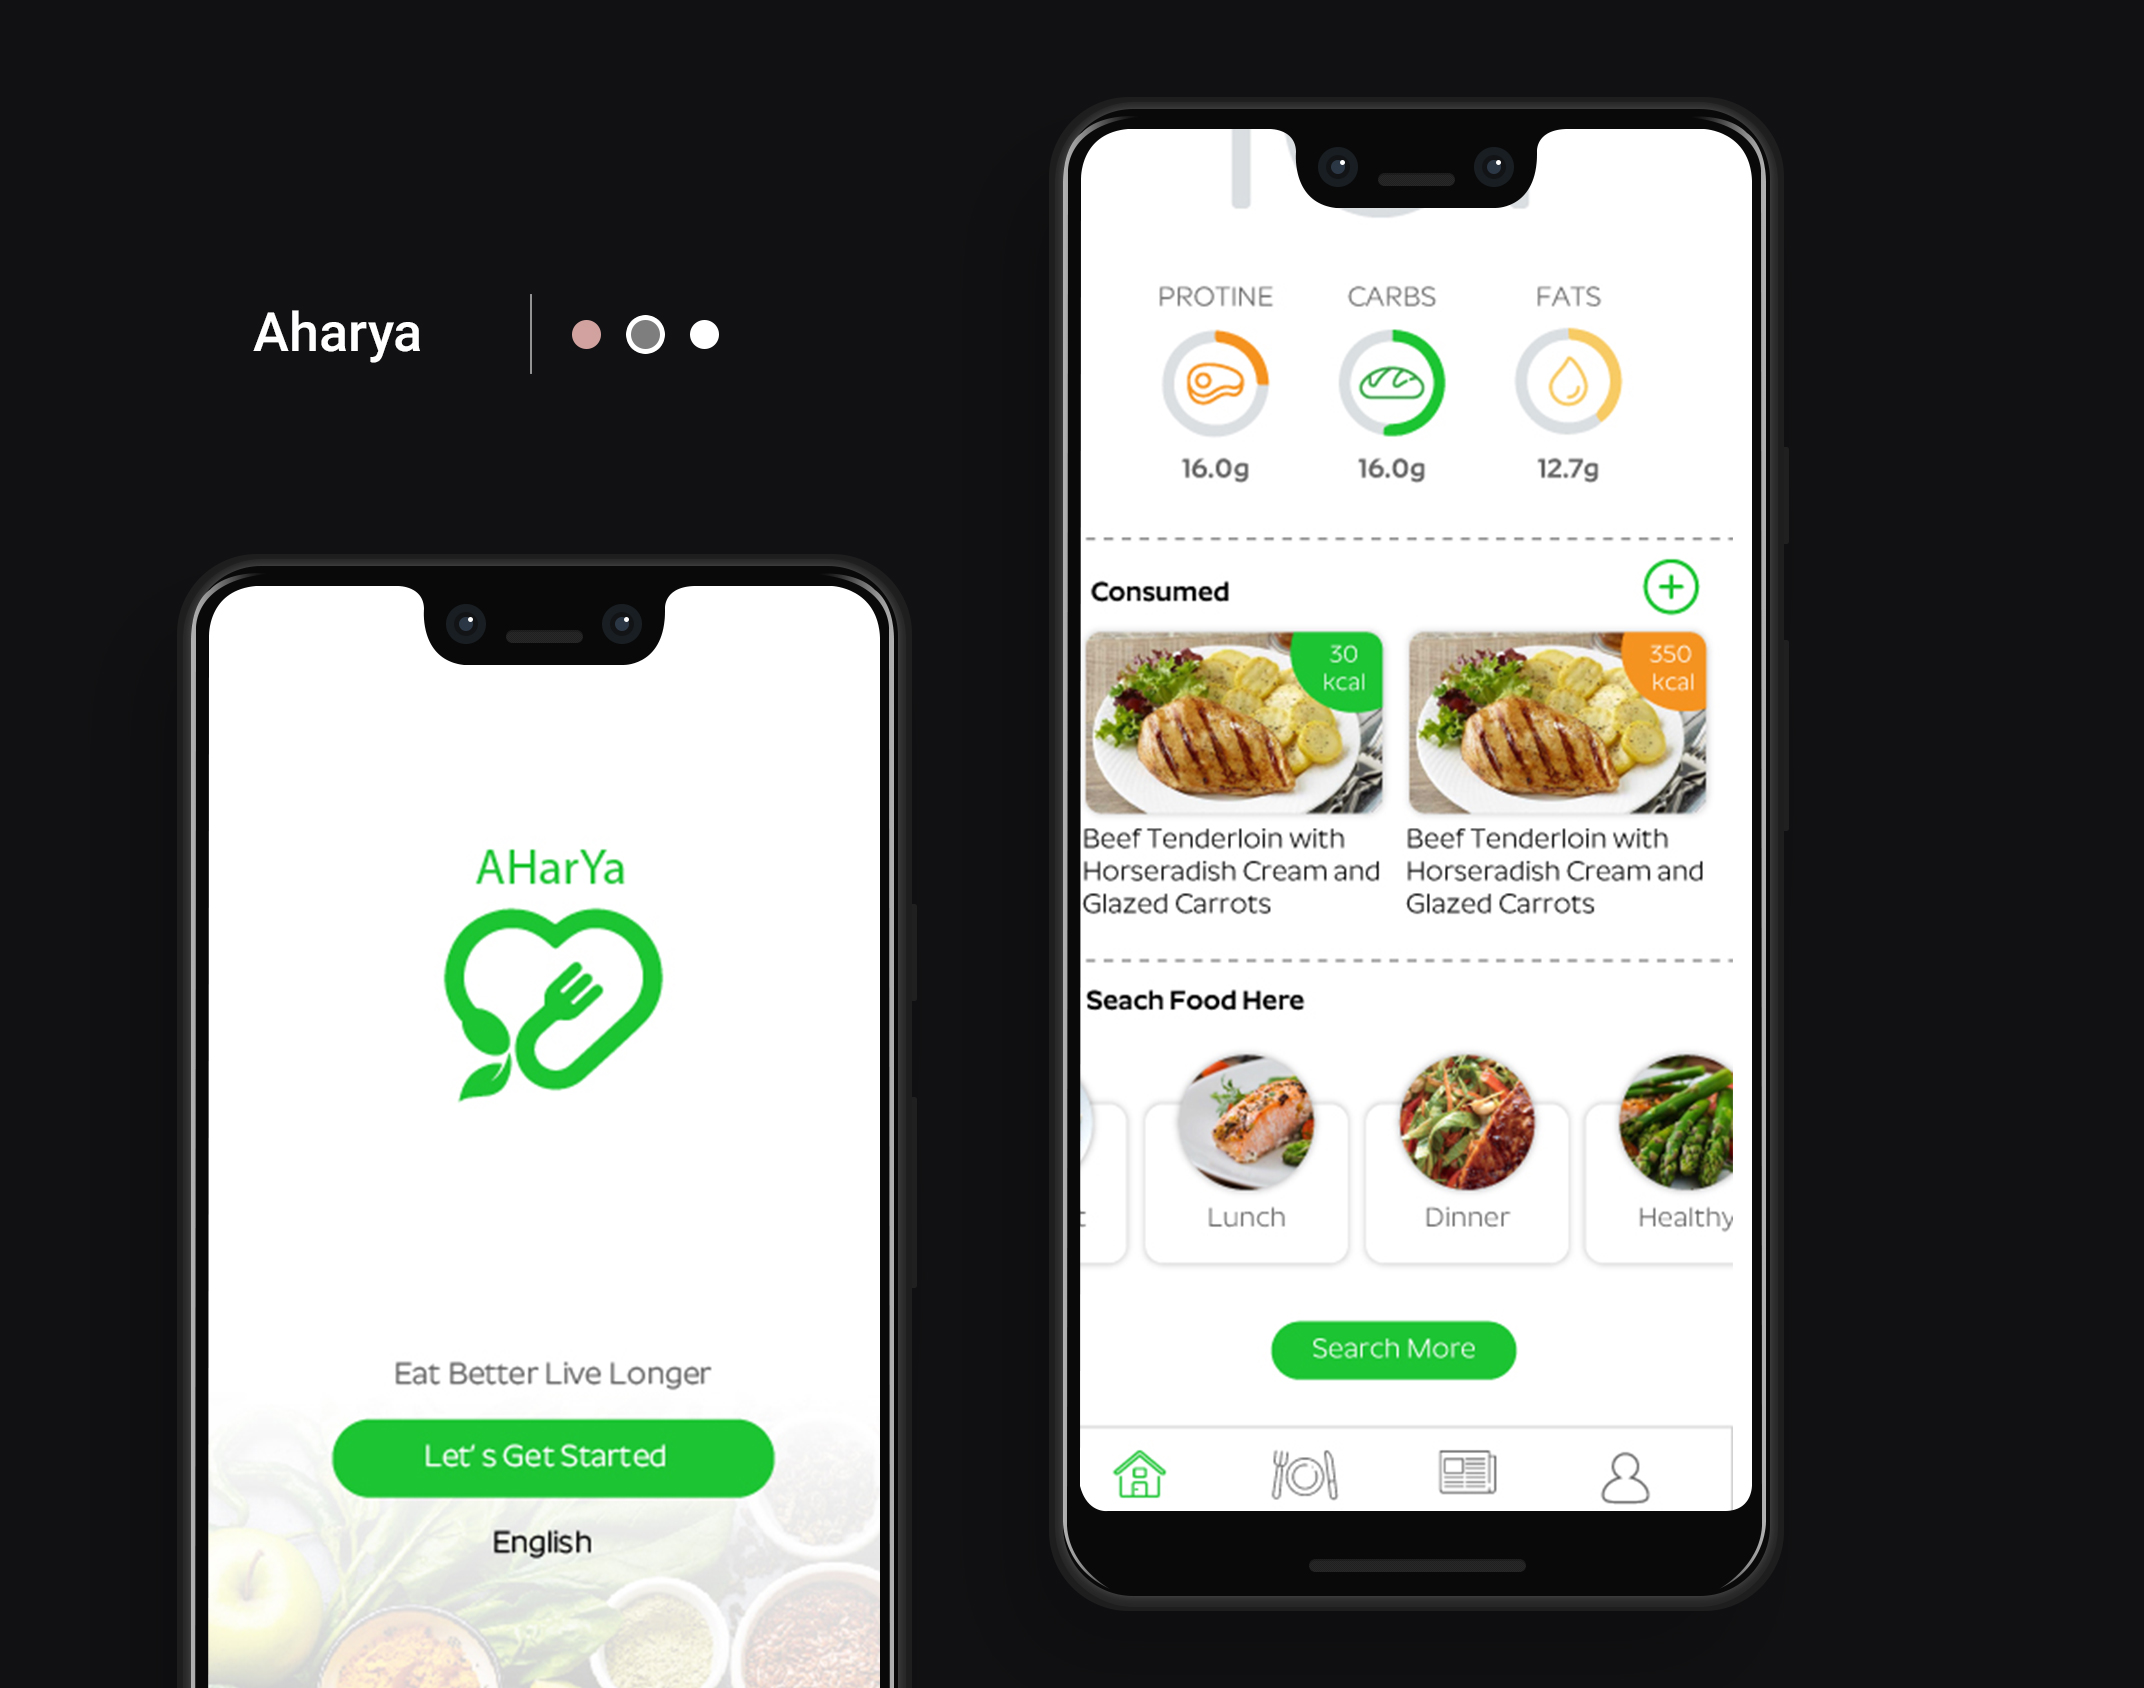 Aharya
AHarYa
Eat Better Live Longer
Let' s Get Started
English
PROTINE CARBS FATS
16.0g 16.0g 12.7g
Consumed
30
kcal
350
kcal
Beef Tenderloin with
Horseradish Cream and
Glazed Carrots
Beef Tenderloin with
Horseradish Cream and
Glazed Carrots
Seach Food Here
Lunch Dinner Healthy
Search More